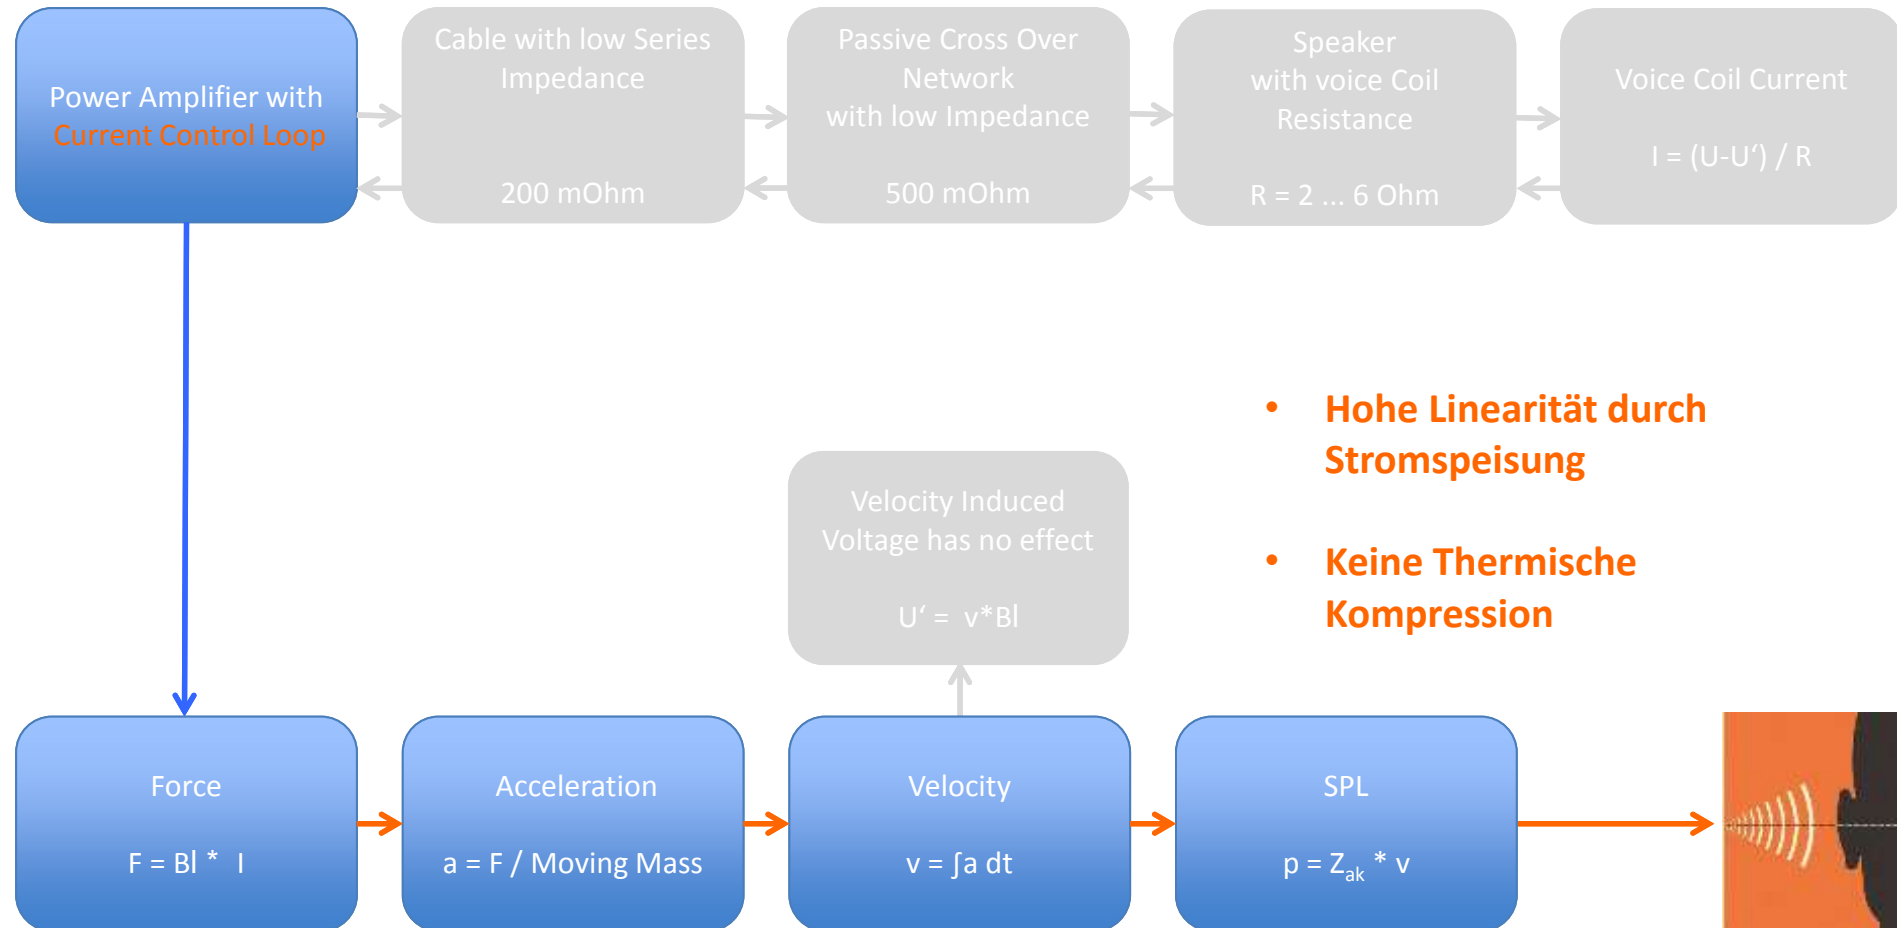 Power Amplifier with
Current Control Loop
Cable with low Series
Impedance
200 mOhm
Passive Cross Over
Network
with low Impedance
500 mOhm
Speaker
with voice Coil
Resistance
R = 2 ... 6 Ohm
Voice Coil Current
I = (U-U‘) / R
• Hohe Linearität durch
Stromspeisung
• Keine Thermische
Kompression
Velocity Induced
Voltage has no effect
U‘ = v*Bl
Force
F = Bl * I
Acceleration
a = F / Moving Mass
Velocity
v = ∫a dt
SPL
p = Zak * v